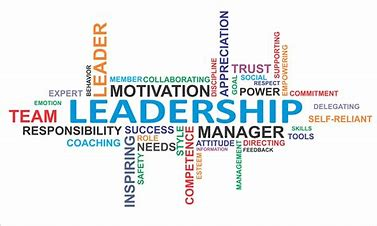 LEADER
BEHAVIOR
APPRECIATION
DISCIPLINE
GOAL
TRUST
SOCIAL
RESPECT
SUPPORTING
EMPOWERING
MEMBER
COLLABORATING
EXPERT
MOTIVATION
POWER
COMMITMENT
EMOTION
TEAM
LEADERSHIP
DELEGATING
SELF-RELIANT
RESPONSIBILITY
SUCCESS
STYLE
MANAGER
SKILLS
TOOLS
COACHING
ROLE
NEEDS
ATTITUDE
DIRECTING
INFORMATION
FEEDBACK
INSPIRING
SAFETY
COMPETENCE
ESTEEM
MANAGEMENT